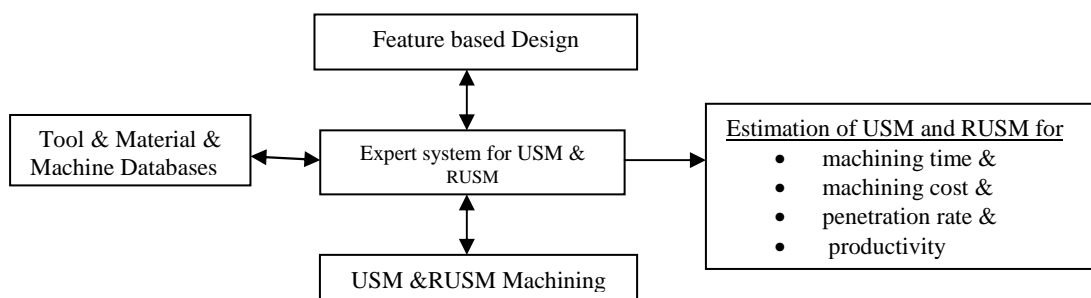 Feature based Design
Tool & Material &
Machine Databases
Expert system for USM &
RUSM
Estimation of USM and RUSM for
• machining time &
• machining cost &
• penetration rate &
• productivity
USM &RUSM Machining